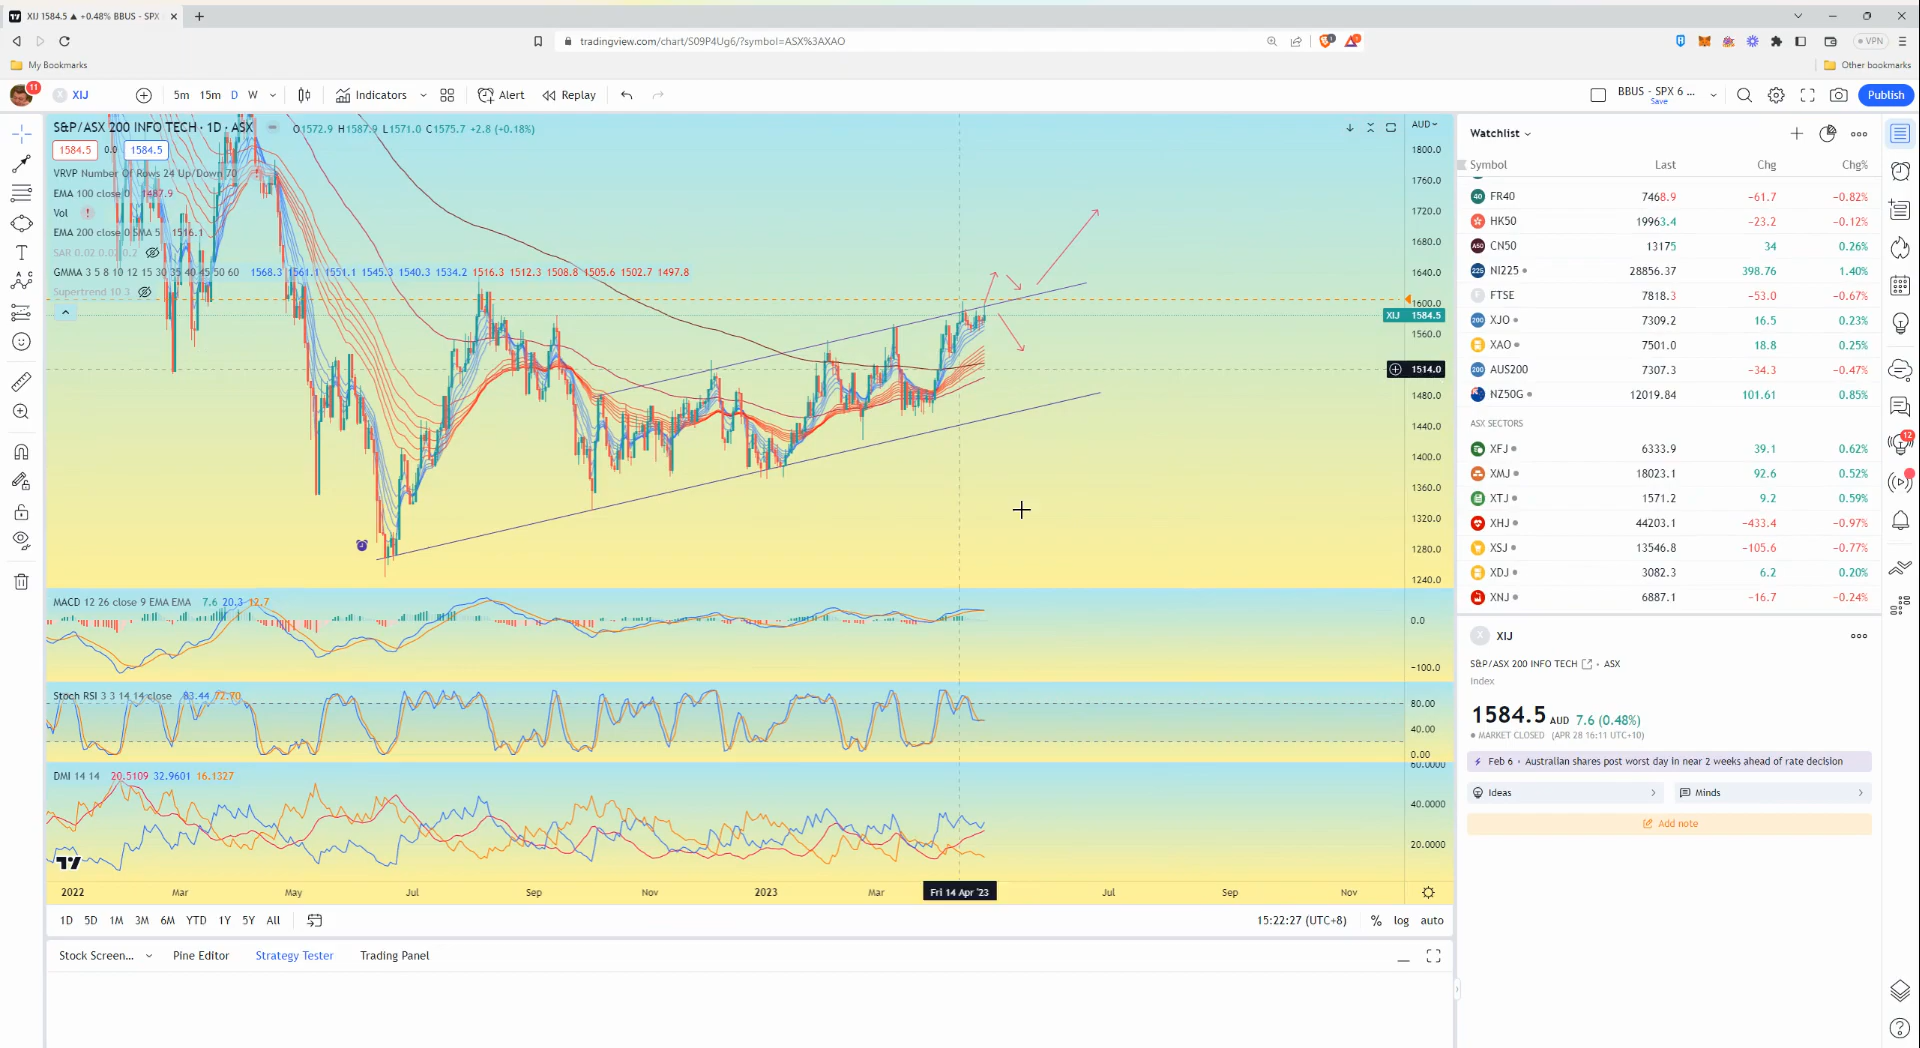 XIJ 1584.5 ▲ +0.48% BBUS - SPX
tradingview.com/chart/S09P4Ug6/?symbol=ASX%3AXAO
VPN
My Bookmarks
Other bookmarks
11 XIJ 5m 15m D W Indicators Alert Replay
BBUS - SPX 6 ...
Save
Publish
S&P/ASX 200 INFO TECH · 1D · ASX O1572.9 H1587.9 L1571.0 C1575.7 +2.8 (+0.18%)
1584.5 0.0 1584.5
VRVP Number Of Rows 24 Up/Down 70
EMA 100 close 0 1487.9
Vol
EMA 200 close 0 SMA 5 1516.1
SAR 0.02 0.02 0.2
GMMA 3 5 8 10 12 15 30 35 40 45 50 60 1568.3 1561.1 1551.1 1545.3 1540.3 1534.2 1516.3 1512.3 1508.8 1505.6 1502.7 1497.8
Supertrend 10 3
AUD
1800.0
1760.0
1720.0
1680.0
1640.0
1600.0
XIJ 1584.5
1560.0
1514.0
1480.0
1440.0
1400.0
1360.0
1320.0
1280.0
1240.0
MACD 12 26 close 9 EMA EMA 7.6 20.3 12.7
0.0
−100.0
Stoch RSI 3 3 14 14 close 83.44 72.70
80.00
40.00
0.00
DMI 14 14 20.5109 32.9601 16.1327
60.0000
40.0000
20.0000
2022 Mar May Jul Sep Nov 2023 Mar Fri 14 Apr '23 Jul Sep Nov
1D 5D 1M 3M 6M YTD 1Y 5Y All
15:22:27 (UTC+8) % log auto
Stock Screen... Pine Editor Strategy Tester Trading Panel
Watchlist
Symbol Last Chg Chg%
FR40 7468.9 −61.7 −0.82%
HK50 19963.4 −23.2 −0.12%
CN50 13175 34 0.26%
NI225 28856.37 398.76 1.40%
FTSE 7818.3 −53.0 −0.67%
XJO 7309.2 16.5 0.23%
XAO 7501.0 18.8 0.25%
AUS200 7307.3 −34.3 −0.47%
NZ50G 12019.84 101.61 0.85%
ASX SECTORS
XFJ 6333.9 39.1 0.62%
XMJ 18023.1 92.6 0.52%
XTJ 1571.2 9.2 0.59%
XHJ 44203.1 −433.4 −0.97%
XSJ 13546.8 −105.6 −0.77%
XDJ 3082.3 6.2 0.20%
XNJ 6887.1 −16.7 −0.24%
XIJ
S&P/ASX 200 INFO TECH · ASX
Index
1584.5 AUD 7.6 (0.48%)
MARKET CLOSED (APR 28 16:11 UTC+10)
Feb 6 · Australian shares post worst day in near 2 weeks ahead of rate decision
Ideas
Minds
Add note
12